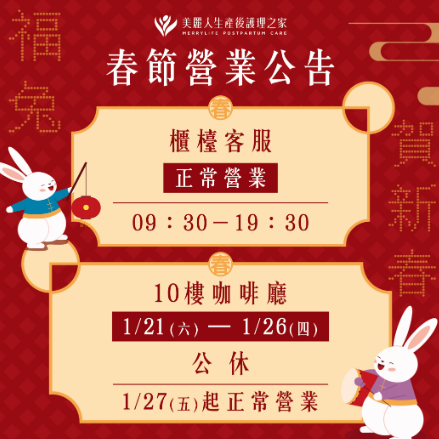 美麗人生產後護理之家
MERRYLIFE POSTPARTUM CARE
春節營業公告
福兔
賀新春
春
櫃檯客服
正常營業
09：30－19：30
春
10樓咖啡廳
1/21(六) — 1/26(四)
公休
1/27(五)起正常營業